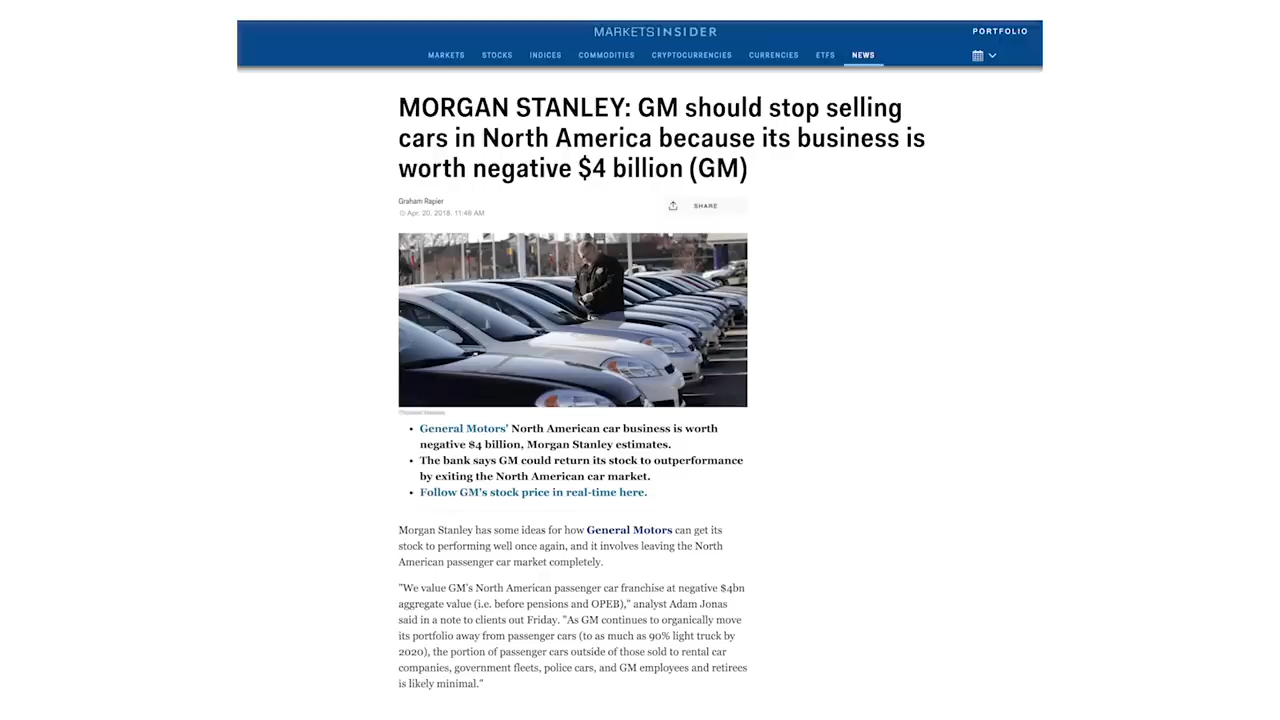 MARKETS INSIDER
PORTFOLIO
MARKETS STOCKS INDICES COMMODITIES CRYPTOCURRENCIES CURRENCIES ETFS NEWS
MORGAN STANLEY: GM should stop selling
cars in North America because its business is
worth negative $4 billion (GM)
Graham Rapier
Apr. 20, 2018, 11:46 AM
SHARE
• General Motors' North American car business is worth
negative $4 billion, Morgan Stanley estimates.
• The bank says GM could return its stock to outperformance
by exiting the North American car market.
• Follow GM's stock price in real-time here.
Morgan Stanley has some ideas for how General Motors can get its
stock to performing well once again, and it involves leaving the North
American passenger car market completely.
"We value GM's North American passenger car franchise at negative $4bn
aggregate value (i.e. before pensions and OPEB)," analyst Adam Jonas
said in a note to clients out Friday. "As GM continues to organically move
its portfolio away from passenger cars (to as much as 90% light truck by
2020), the portion of passenger cars outside of those sold to rental car
companies, government fleets, police cars, and GM employees and retirees
is likely minimal."